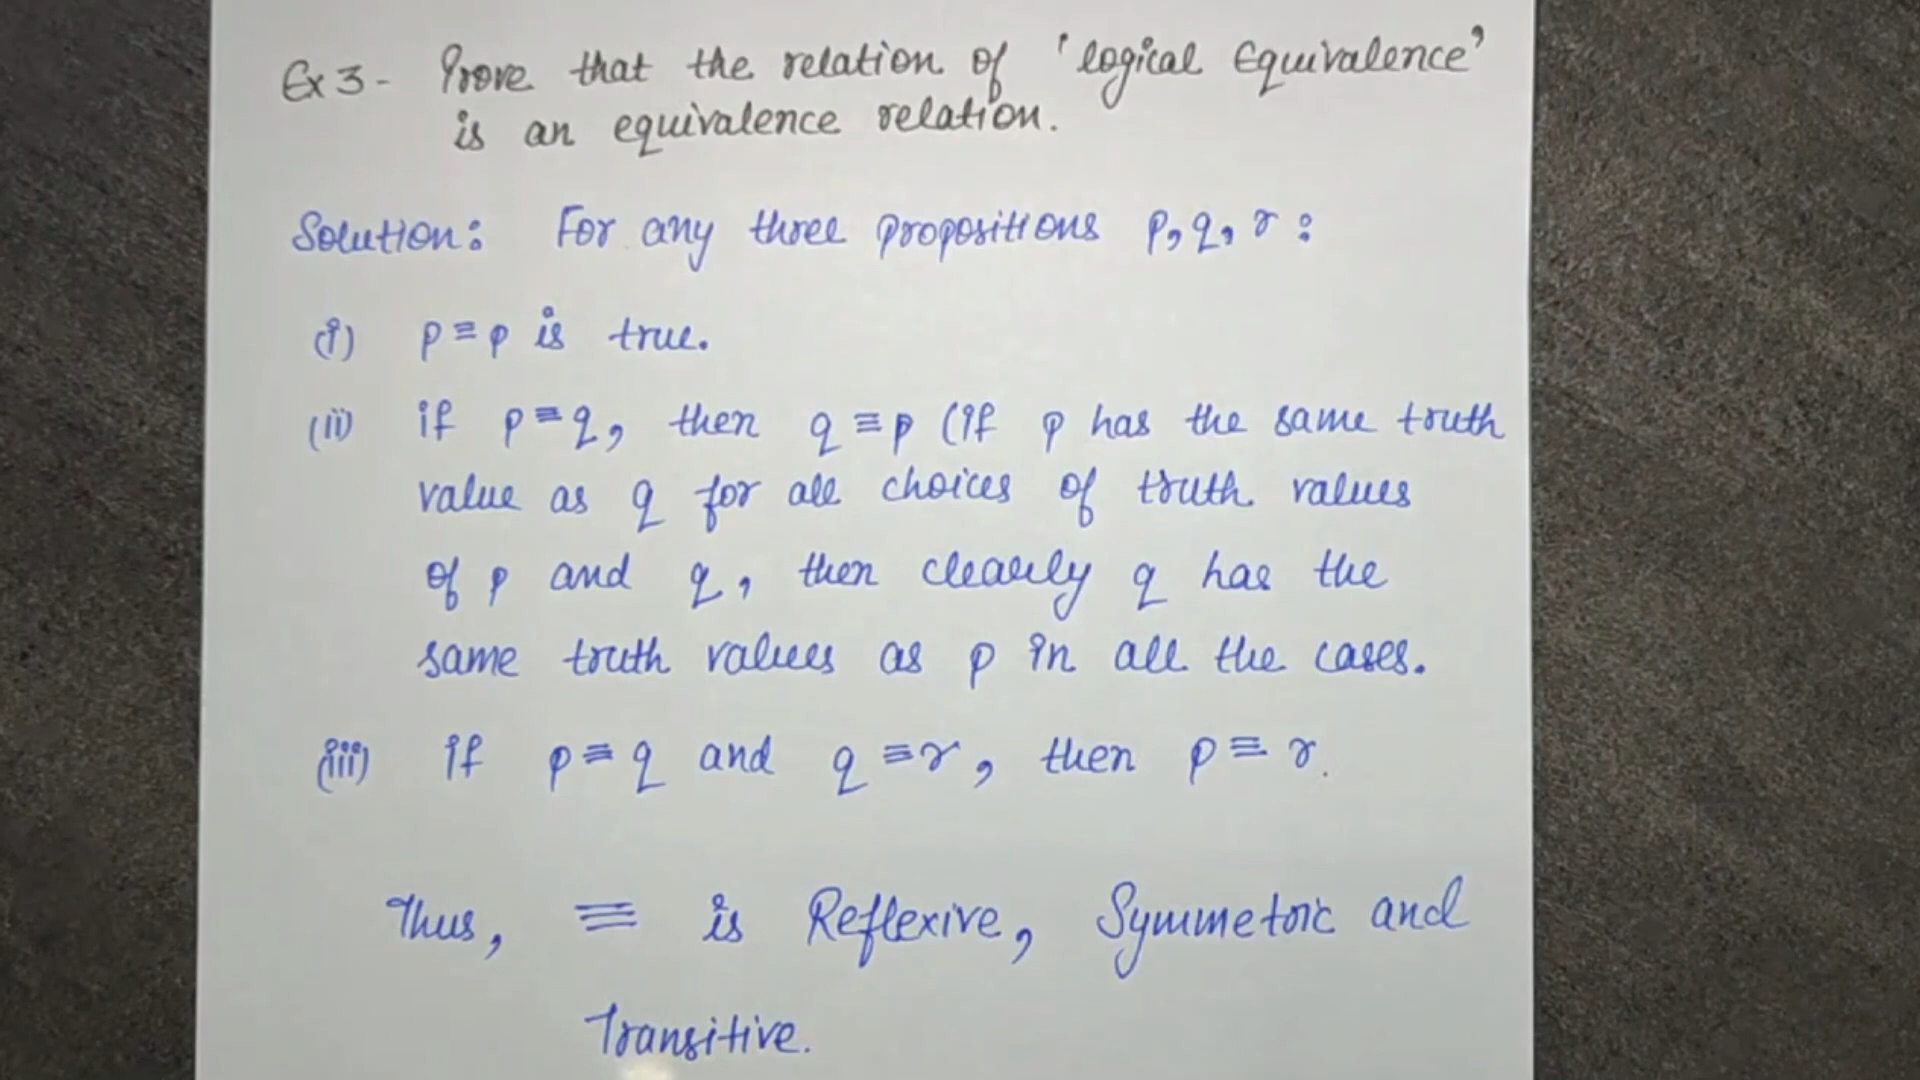 Ex 3- Prove that the relation of 'logical Equivalence'
is an equivalence relation.
Solution: For any three propositions p, q, r :
(i) p ≡ p is true.
(ii) if p ≡ q, then q ≡ p (if p has the same truth
value as q for all choices of truth values
of p and q, then clearly q has the
same truth values as p in all the cases.
(iii) if p ≡ q and q ≡ r, then p ≡ r.
Thus, ≡ is Reflexive, Symmetric and
Transitive.